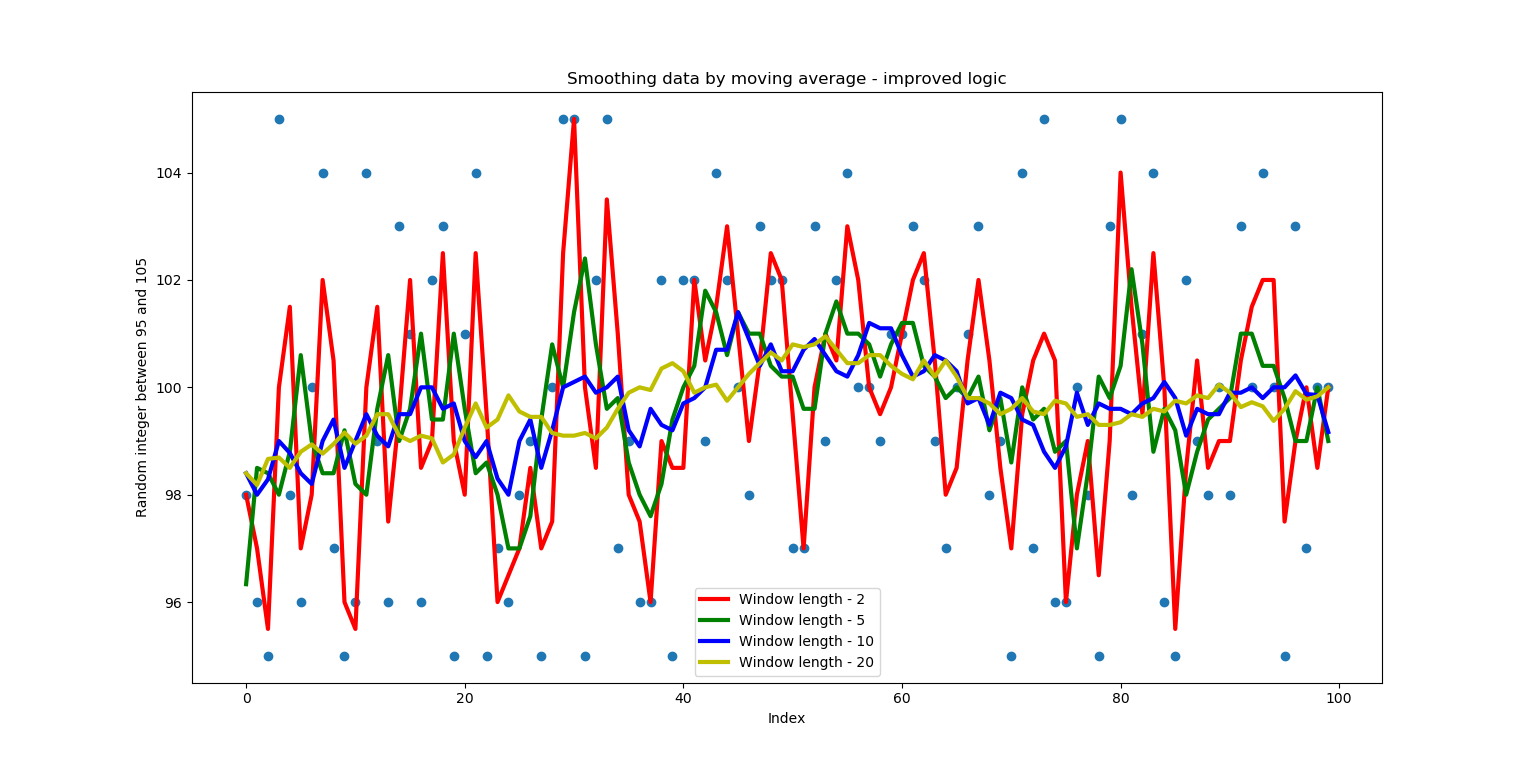 Smoothing data by moving average - improved logic
Random integer between 95 and 105
104
102
100
98
96
Window length - 2
Window length - 5
Window length - 10
Window length - 20
0
20
40
60
80
100
Index